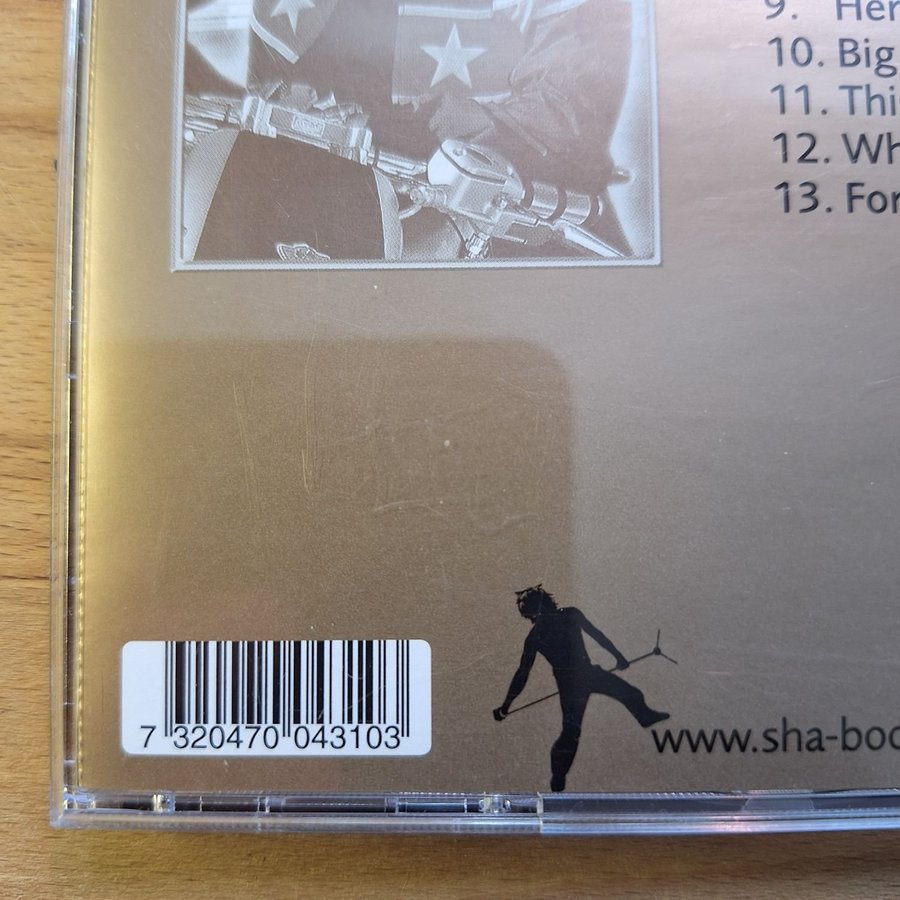 9. Her
10. Big
11. Thi
12. Wh
13. For
7 320470 043103
www.sha-boo